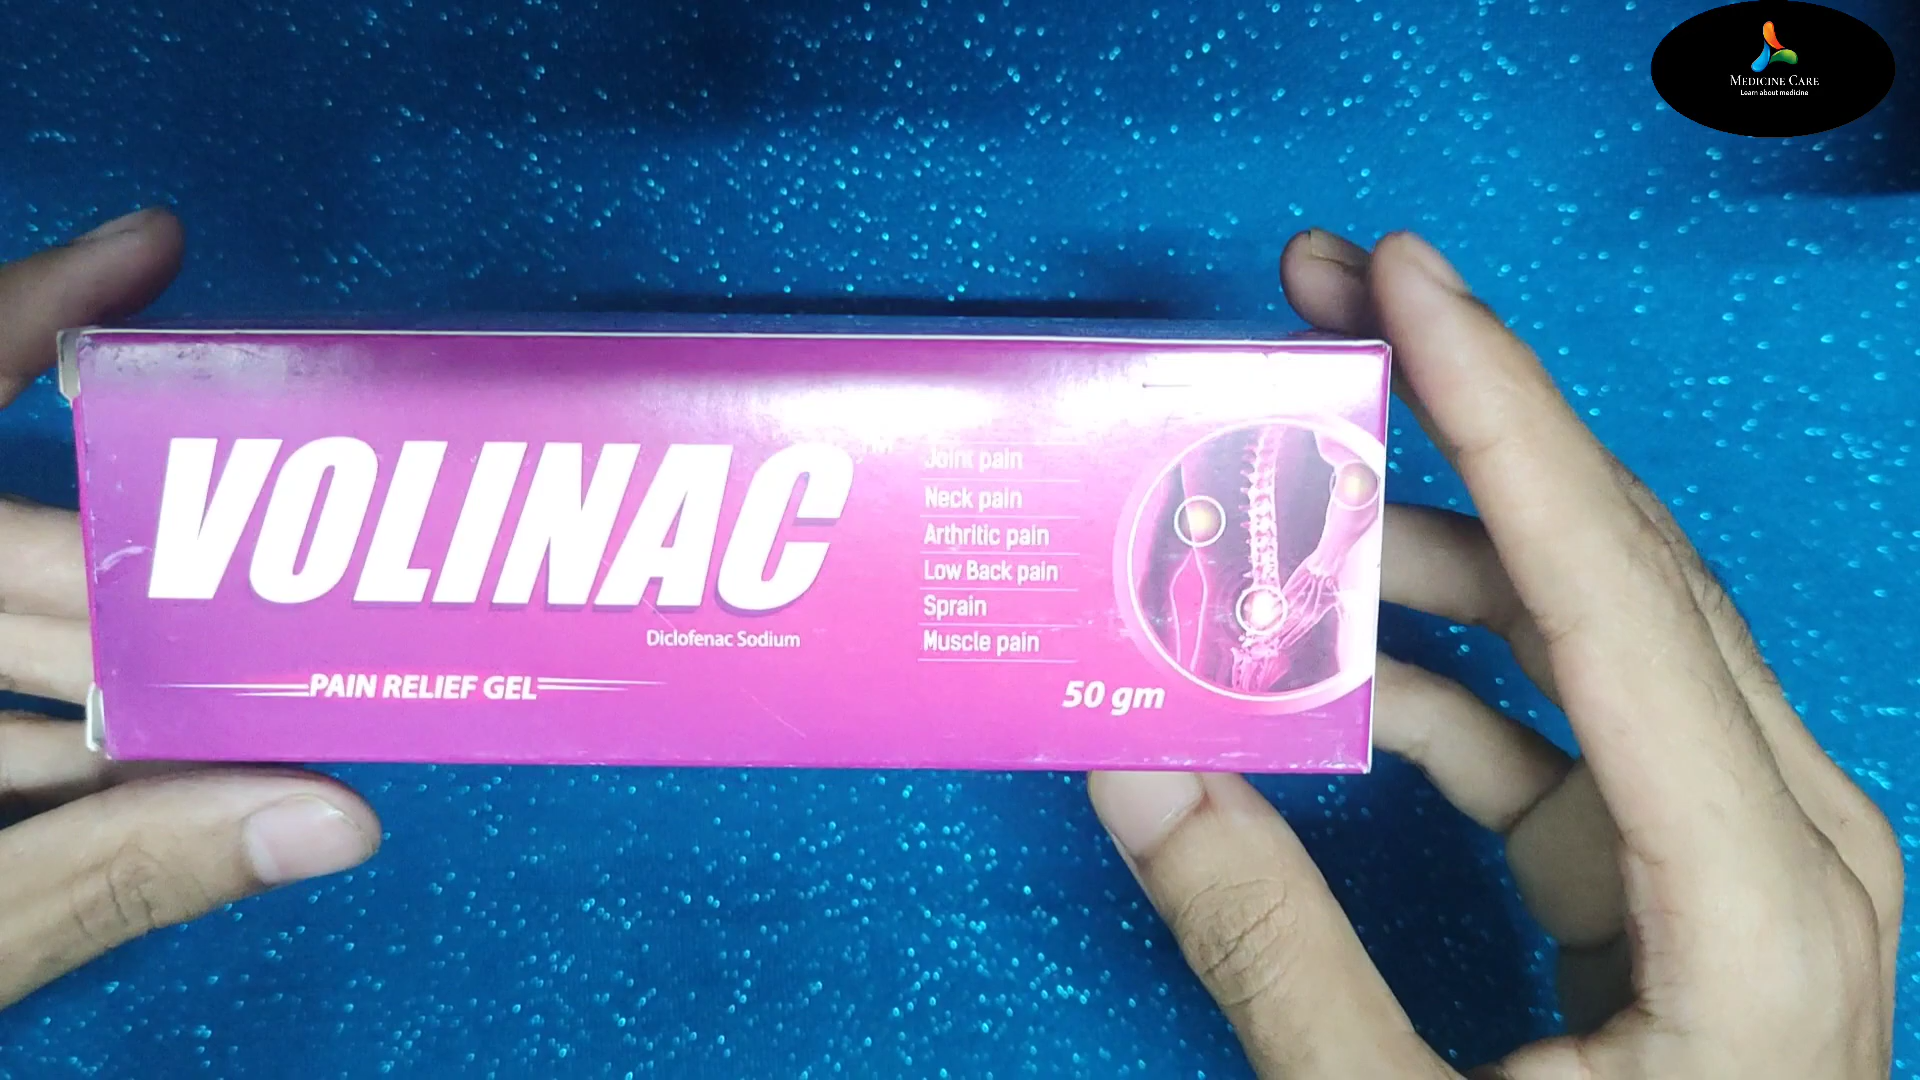 MEDICINE CARE
Learn about medicine
VOLINAC
Diclofenac Sodium
PAIN RELIEF GEL
Joint pain
Neck pain
Arthritic pain
Low Back pain
Sprain
Muscle pain
50 gm